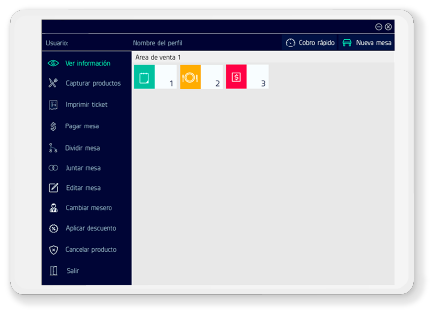 Usuario:
Nombre del perfil
Cobro rápido
Nueva mesa
Ver información
Area de venta 1
Capturar productos
1
2
3
Imprimir ticket
Pagar mesa
Dividir mesa
Juntar mesa
Editar mesa
Cambiar mesero
Aplicar descuento
Cancelar producto
Salir